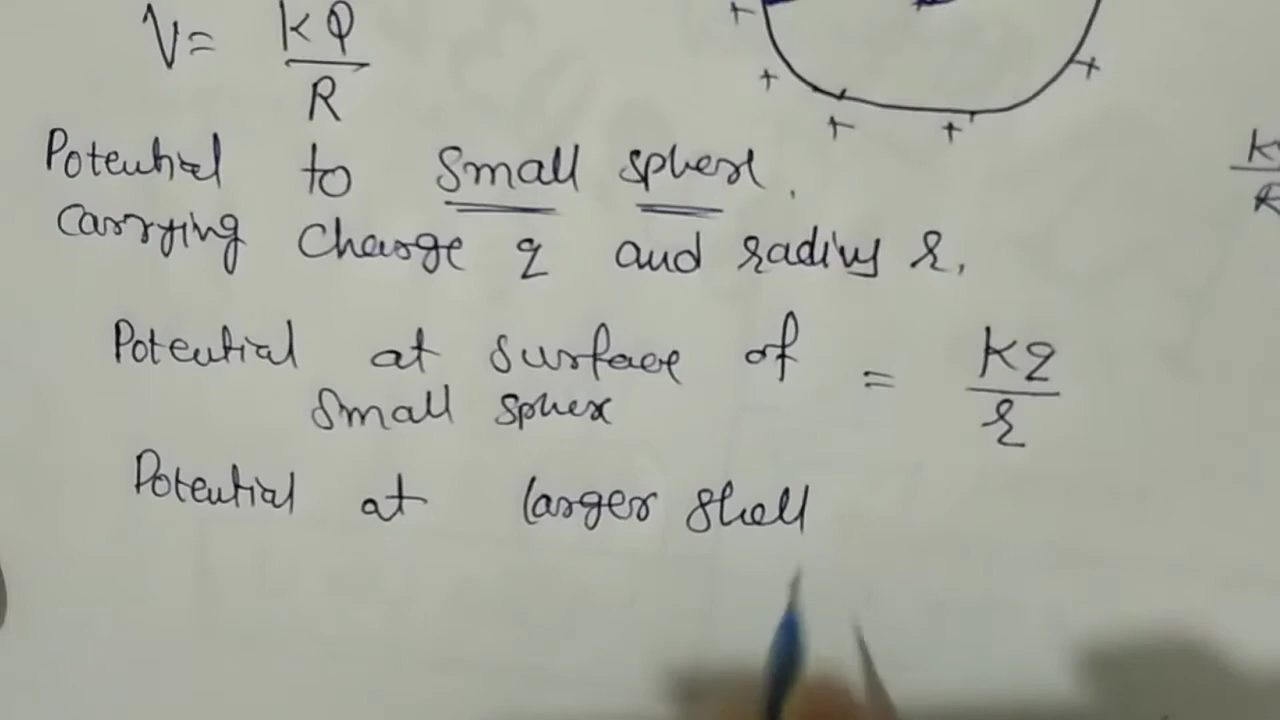 V = kQ/R
Potential to small sphere.
carrying charge q and radius r.
Potential at surface of = kq/r
small sphere
Potential at larger shell